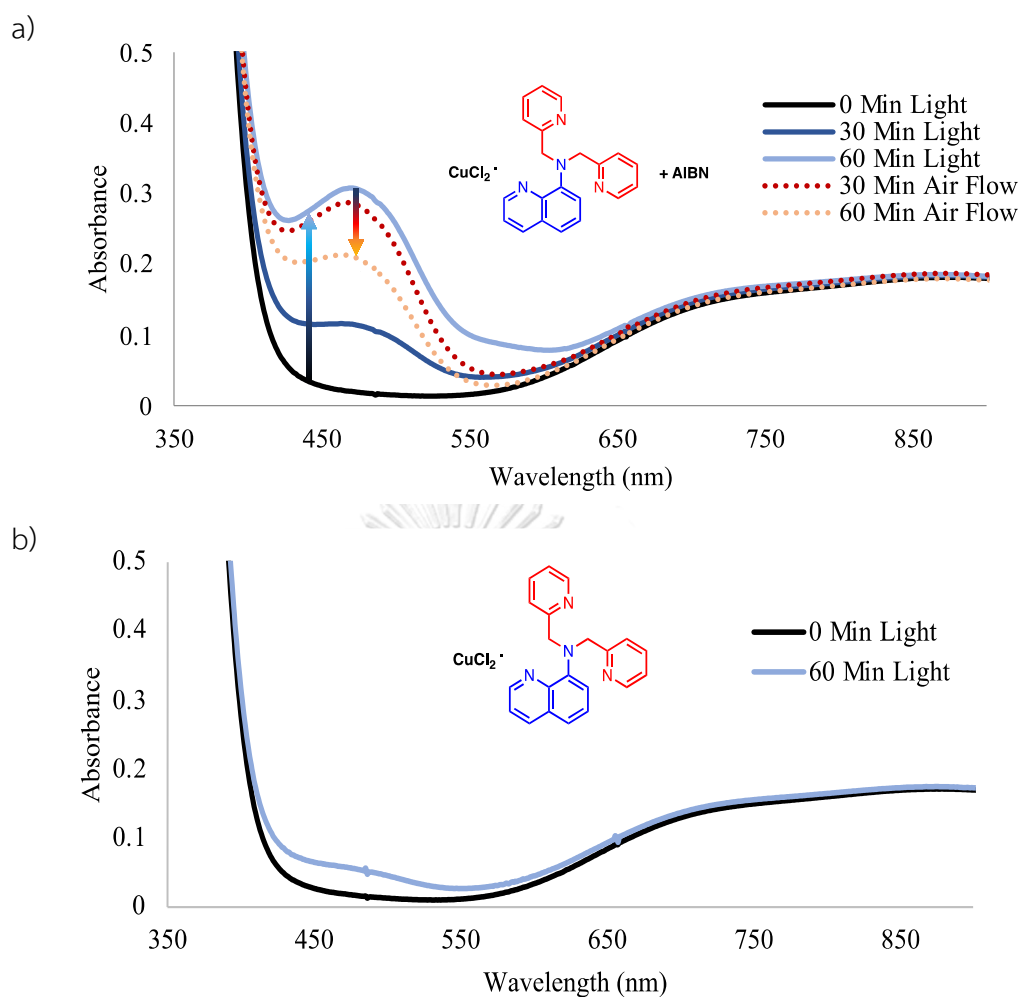 a)
0.5
0.4
0.3
0.2
0.1
0
Absorbance
350
450
550
650
750
850
Wavelength (nm)
CuCl2·
N
N
N
N
+ AIBN
0 Min Light
30 Min Light
60 Min Light
30 Min Air Flow
60 Min Air Flow
b)
0.5
0.4
0.3
0.2
0.1
0
Absorbance
350
450
550
650
750
850
Wavelength (nm)
CuCl2·
N
N
N
N
0 Min Light
60 Min Light